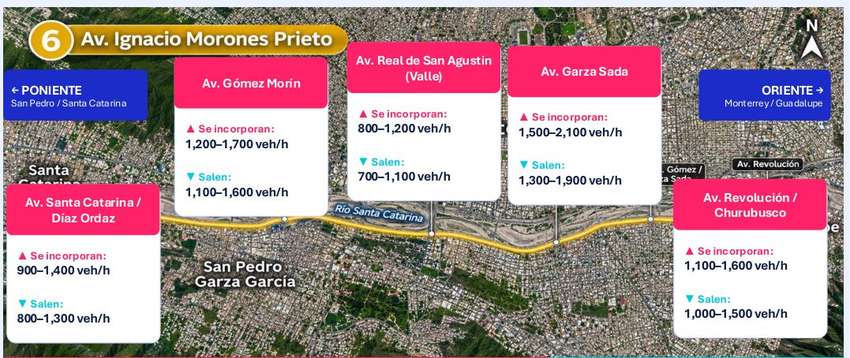 6 Av. Ignacio Morones Prieto
N
← PONIENTE
San Pedro / Santa Catarina
ORIENTE →
Monterrey / Guadalupe
Av. Gómez Morín
▲ Se incorporan:
1,200–1,700 veh/h
▼ Salen:
1,100–1,600 veh/h
Av. Real de San Agustín
(Valle)
▲ Se incorporan:
800–1,200 veh/h
▼ Salen:
700–1,100 veh/h
Av. Garza Sada
▲ Se incorporan:
1,500–2,100 veh/h
▼ Salen:
1,300–1,900 veh/h
Santa
Av. Santa Catarina /
Díaz Ordaz
▲ Se incorporan:
900–1,400 veh/h
▼ Salen:
800–1,300 veh/h
Río Santa Catarina
San Pedro
Garza García
Gómez /
Sada
Av. Revolución
Av. Revolución /
Churubusco
▲ Se incorporan:
1,100–1,600 veh/h
▼ Salen:
1,000–1,500 veh/h